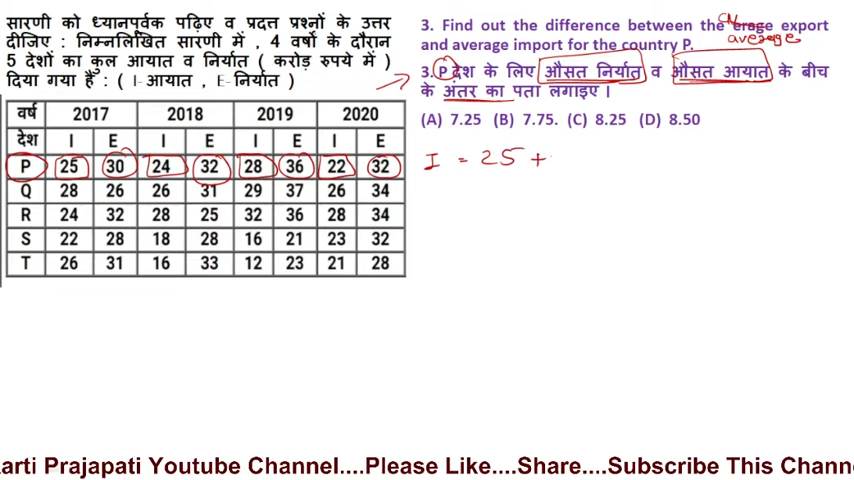 सारणी को ध्यानपूर्वक पढ़िए व प्रदत्त प्रश्नों के उत्तर
दीजिए : निम्नलिखित सारणी में , 4 वर्षो के दौरान
5 देशों का कुल आयात व निर्यात ( करोड़ रुपये में )
दिया गया है : ( I- आयात , E- निर्यात )
वर्ष 2017 2018 2019 2020
देश I E I E I E I E
P 25 30 24 32 28 36 22 32
Q 28 26 26 31 29 37 26 34
R 24 32 28 25 32 36 28 34
S 22 28 18 28 16 21 23 32
T 26 31 16 33 12 23 21 28
3. Find out the difference between the erage export
average
and average import for the country P.
3. P देश के लिए औसत निर्यात व औसत आयात के बीच
के अंतर का पता लगाइए ।
(A) 7.25 (B) 7.75. (C) 8.25 (D) 8.50
I = 25 +
arti Prajapati Youtube Channel....Please Like....Share....Subscribe This Chann